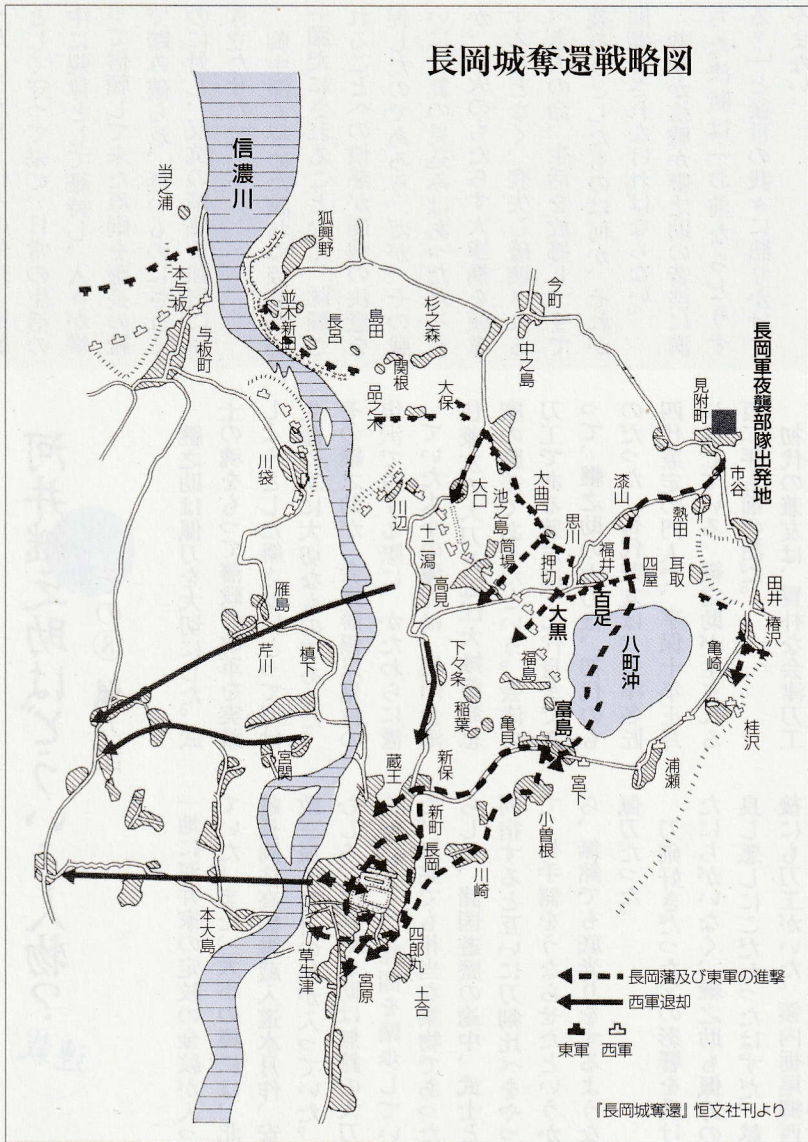 長岡城奪還戦略図
信濃川
当之浦
狐興野
本与板
与板町
並木新田
長呂
島田
杉之森
今町
中之島
関根
品之木
大保
長岡軍夜襲部隊出発地
見附町
市谷
川袋
川辺
大口
十二潟
池之島
大曲戸
筒場
思川
押切
漆山
熱田
福井
四屋
耳取
百足
大黒
田井
椿沢
亀崎
高見
雁島
芹川
槙下
下々条
福島
稲葉
亀貝
八町沖
富島
桂沢
浦瀬
宮下
宮関
蔵王
新保
新町
長岡
川崎
小曽根
本大島
草生津
宮原
四郎丸
土合
長岡藩及び東軍の進撃
西軍退却
東軍 西軍
『長岡城奪還』恒文社刊より